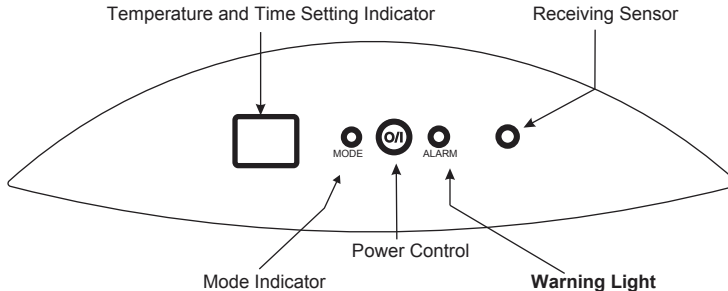 Temperature and Time Setting Indicator
Receiving Sensor
MODE
O/I
ALARM
Power Control
Mode Indicator
Warning Light